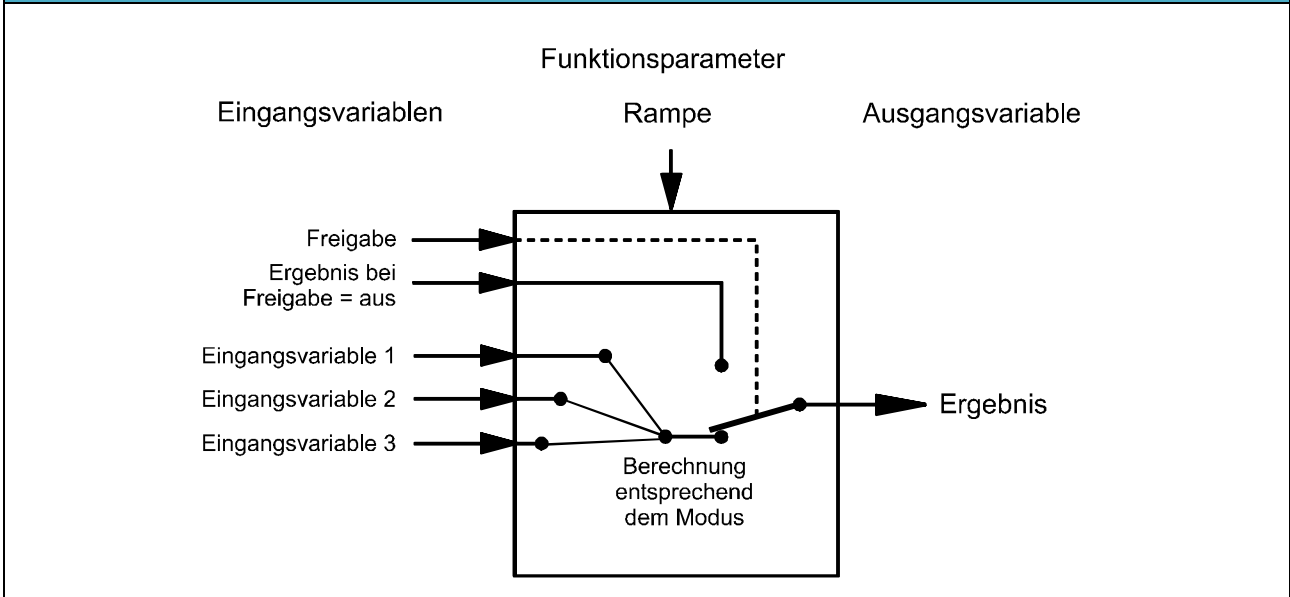 Funktionsparameter
Eingangsvariablen
Rampe
Ausgangsvariable
Freigabe
Ergebnis bei
Freigabe = aus
Eingangsvariable 1
Eingangsvariable 2
Eingangsvariable 3
Ergebnis
Berechnung
entsprechend
dem Modus